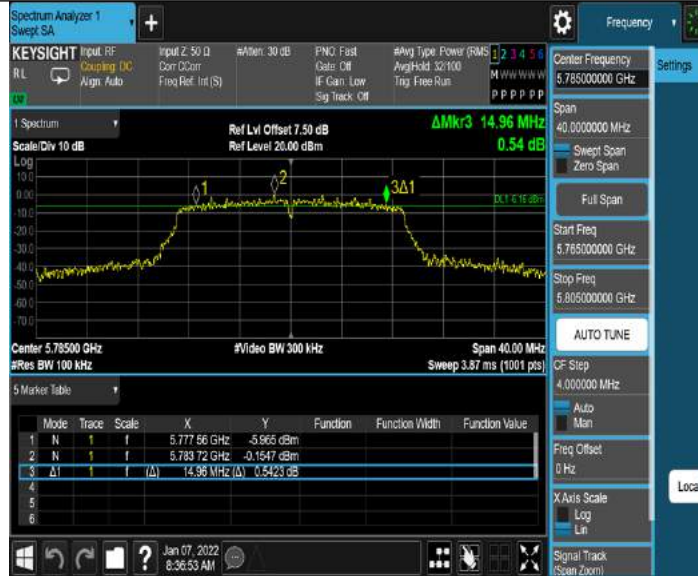 Spectrum Analyzer 1
Swept SA
+
Frequency
KEYSIGHT
Input: RF
Input Z: 50 Ω
#Atten: 30 dB
PNO: Fast
#Avg Type: Power (RMS
1 2 3 4 5 6
RL
Coupling: DC
Corr CCorr
Gate: Off
Avg|Hold: 32/100
M W W W W W
Align: Auto
Freq Ref: Int (S)
IF Gain: Low
Trig: Free Run
P P P P P P
Sig Track: Off
1 Spectrum
Scale/Div 10 dB
Ref Lvl Offset 7.50 dB
Ref Level 20.00 dBm
ΔMkr3 14.96 MHz
0.54 dB
Log
10.0
0.00
-10.0
-20.0
-30.0
-40.0
-50.0
-60.0
-70.0
1
2
3Δ1
DL1 -6.16 dBm
Center 5.78500 GHz
#Video BW 300 kHz
Span 40.00 MHz
#Res BW 100 kHz
Sweep 3.87 ms (1001 pts)
5 Marker Table
Mode Trace Scale X Y Function Function Width Function Value
1 N 1 f 5.777 56 GHz -5.965 dBm
2 N 1 f 5.783 72 GHz -0.1547 dBm
3 Δ1 1 f (Δ) 14.96 MHz (Δ) 0.5423 dB
4
5
6
?
Jan 07, 2022
8:36:53 AM
Center Frequency
5.785000000 GHz
Settings
Span
40.0000000 MHz
Swept Span
Zero Span
Full Span
Start Freq
5.765000000 GHz
Stop Freq
5.805000000 GHz
AUTO TUNE
CF Step
4.000000 MHz
Auto
Man
Freq Offset
0 Hz
X Axis Scale
Log
Lin
Signal Track
(Span Zoom)
Loca